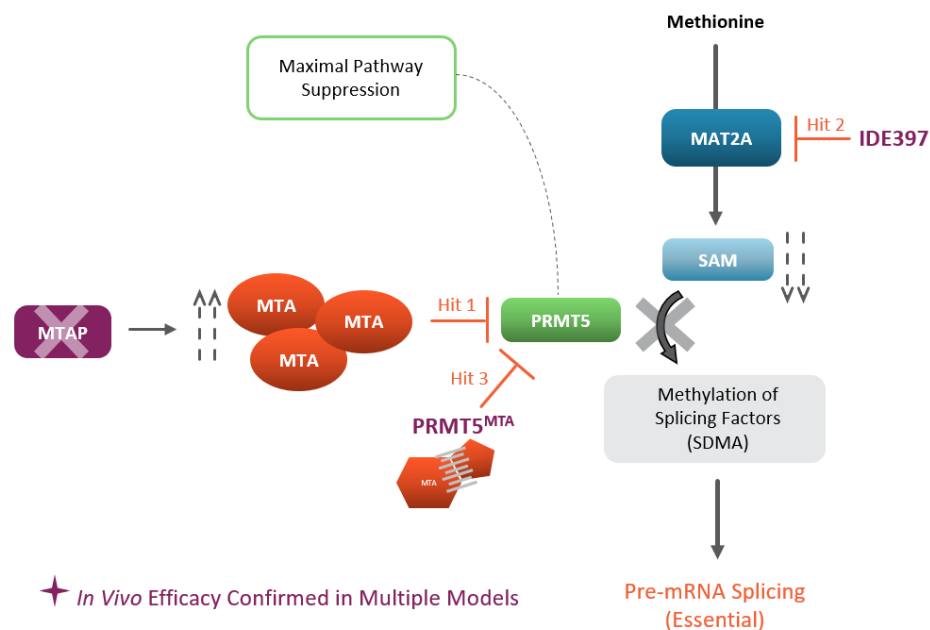 Methionine
Maximal Pathway
Suppression
MAT2A
Hit 2
IDE397
SAM
MTAP
MTA
MTA
MTA
Hit 1
PRMT5
Hit 3
PRMT5ᴹᵀᴬ
MTA
Methylation of
Splicing Factors
(SDMA)
In Vivo Efficacy Confirmed in Multiple Models
Pre-mRNA Splicing
(Essential)